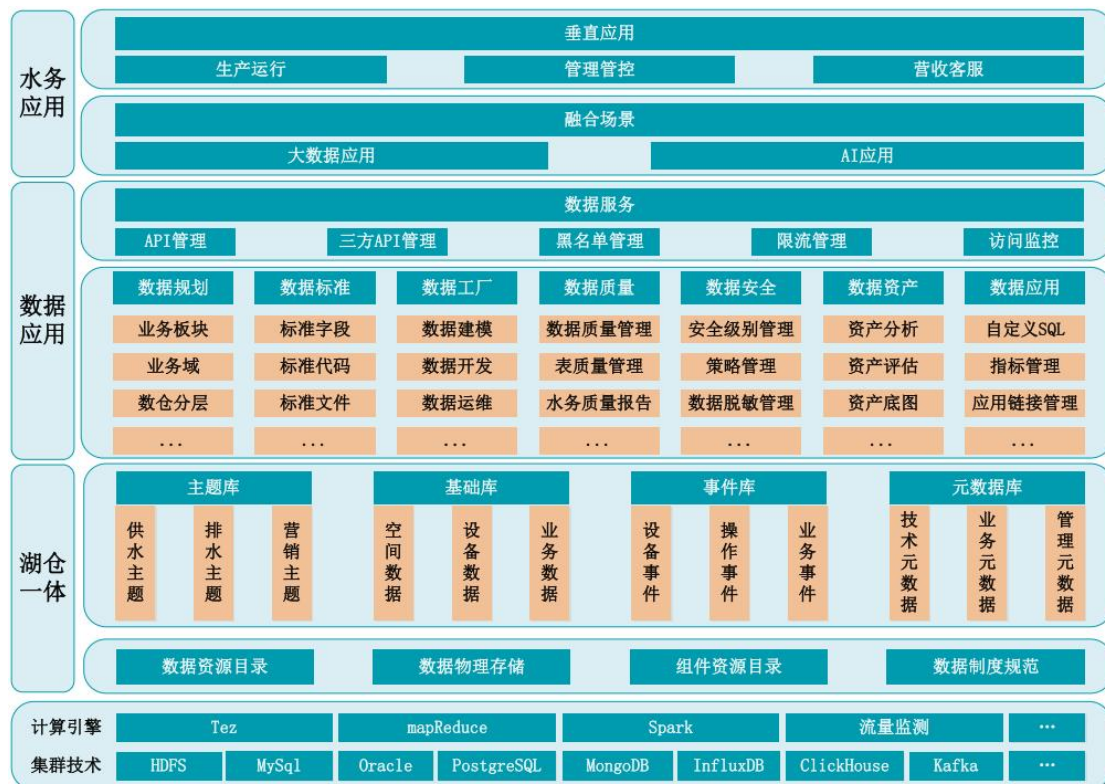 水务应用
垂直应用
生产运行 管理管控 营收客服
融合场景
大数据应用 AI应用
数据应用
数据服务
API管理 三方API管理 黑名单管理 限流管理 访问监控
数据规划 数据标准 数据工厂 数据质量 数据安全 数据资产 数据应用
业务板块 标准字段 数据建模 数据质量管理 安全级别管理 资产分析 自定义SQL
业务域 标准代码 数据开发 表质量管理 策略管理 资产评估 指标管理
数仓分层 标准文件 数据运维 水务质量报告 数据脱敏管理 资产底图 应用链接管理
... ... ... ... ... ... ...
湖仓一体
主题库 基础库 事件库 元数据库
供水主题 排水主题 营销主题 空间数据 设备数据 业务数据 设备事件 操作事件 业务事件 技术元数据 业务元数据 管理元数据
数据资源目录 数据物理存储 组件资源目录 数据制度规范
计算引擎 Tez mapReduce Spark 流量监测 ...
集群技术 HDFS MySql Oracle PostgreSQL MongoDB InfluxDB ClickHouse Kafka ...